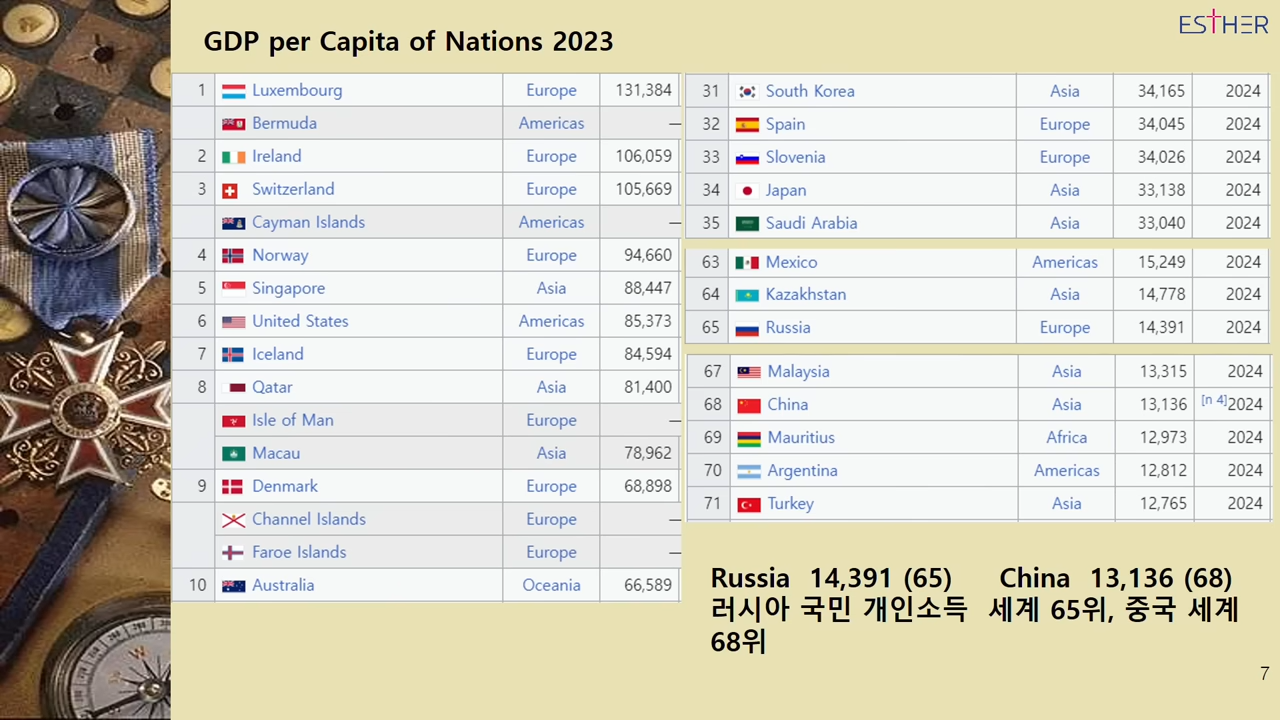 ESTHER
GDP per Capita of Nations 2023
1 Luxembourg Europe 131,384
Bermuda Americas —
2 Ireland Europe 106,059
3 Switzerland Europe 105,669
Cayman Islands Americas —
4 Norway Europe 94,660
5 Singapore Asia 88,447
6 United States Americas 85,373
7 Iceland Europe 84,594
8 Qatar Asia 81,400
Isle of Man Europe —
Macau Asia 78,962
9 Denmark Europe 68,898
Channel Islands Europe —
Faroe Islands Europe —
10 Australia Oceania 66,589
31 South Korea Asia 34,165 2024
32 Spain Europe 34,045 2024
33 Slovenia Europe 34,026 2024
34 Japan Asia 33,138 2024
35 Saudi Arabia Asia 33,040 2024
63 Mexico Americas 15,249 2024
64 Kazakhstan Asia 14,778 2024
65 Russia Europe 14,391 2024
67 Malaysia Asia 13,315 2024
68 China Asia 13,136 [n 4]2024
69 Mauritius Africa 12,973 2024
70 Argentina Americas 12,812 2024
71 Turkey Asia 12,765 2024
Russia 14,391 (65) China 13,136 (68)
러시아 국민 개인소득 세계 65위, 중국 세계
68위
7